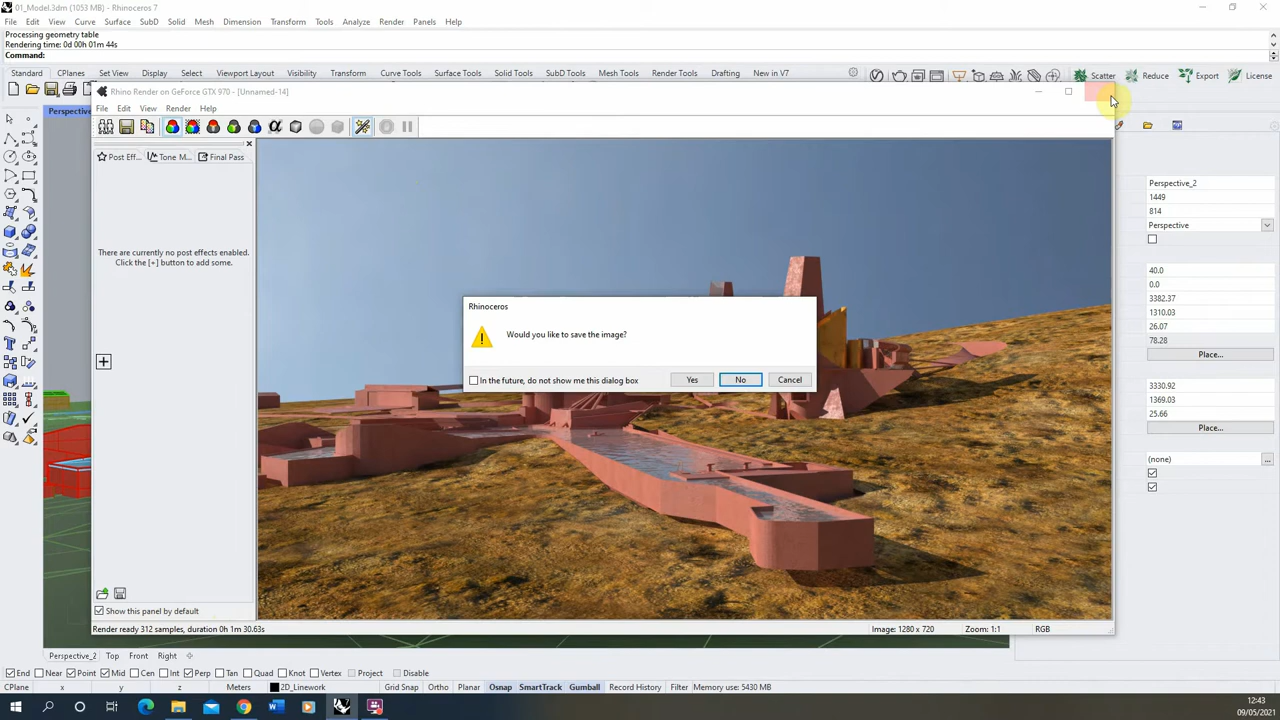 01_Model.3dm (1053 MB) - Rhinoceros 7
File Edit View Curve Surface SubD Solid Mesh Dimension Transform Tools Analyze Render Panels Help
Processing geometry table
Rendering time: 0d 00h 01m 44s
Command:
Standard CPlanes Set View Display Select Viewport Layout Visibility Transform Curve Tools Surface Tools Solid Tools SubD Tools Mesh Tools Render Tools Drafting New in V7
Scatter Reduce Export License
Rhino Render on GeForce GTX 970 - [Unnamed-14]
Perspective
File Edit View Render Help
Post Eff... Tone M... Final Pass
There are currently no post effects enabled.
Click the [+] button to add some.
Perspective_2
1449
814
Perspective
40.0
0.0
3382.37
1310.03
26.07
78.28
Place...
3330.92
1369.03
25.66
Place...
(none) ...
Rhinoceros
Would you like to save the image?
In the future, do not show me this dialog box
Yes No Cancel
Show this panel by default
Render ready 312 samples, duration 0h 1m 30.63s
Image: 1280 x 720 Zoom: 1:1 RGB
Perspective_2 Top Front Right
End Near Point Mid Cen Int Perp Tan Quad Knot Vertex Project Disable
CPlane x y z Meters 2D_Linework Grid Snap Ortho Planar Osnap SmartTrack Gumball Record History Filter Memory use: 5430 MB
12:43
09/05/2021